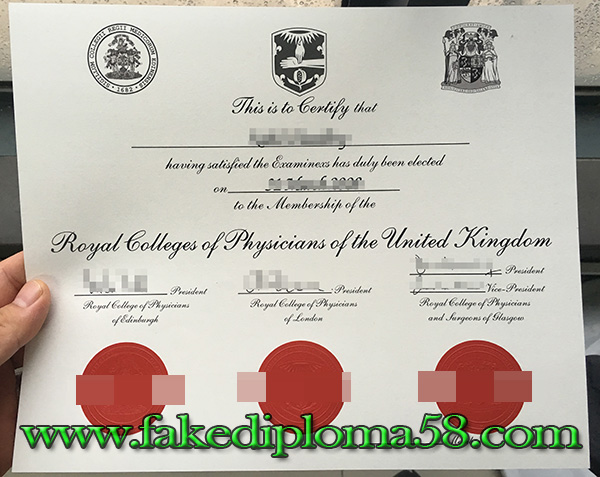 1682
This is to Certify that
having satisfied the Examinexs has duly been elected
on
to the Membership of the
Royal Colleges of Physicians of the United Kingdom
President
Royal College of Physicians
of Edinburgh
President
Royal College of Physicians
of London
President
Vice-President
Royal College of Physicians
and Surgeons of Glasgow
www.fakediploma58.com